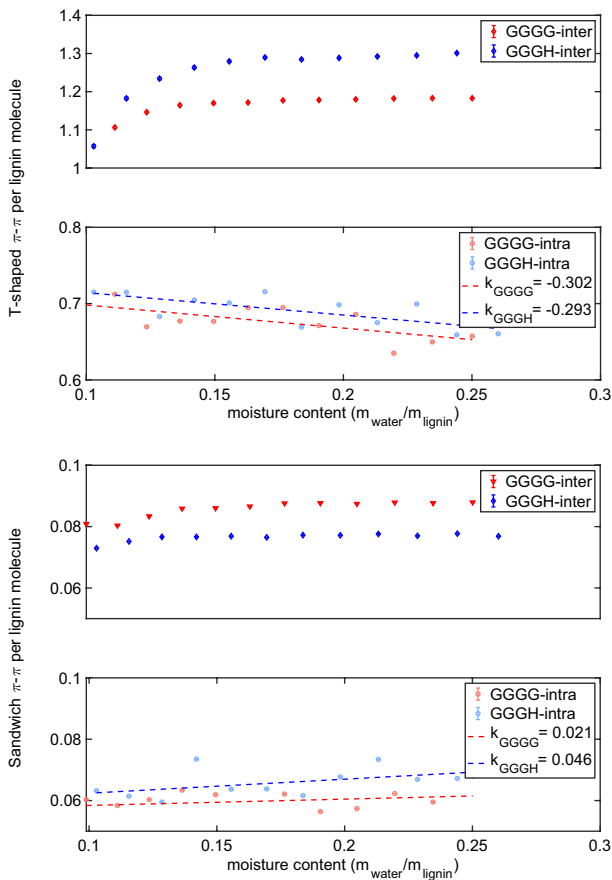 T-shaped π-π per lignin molecule
1.4
1.3
1.2
1.1
1
GGGG-inter
GGGH-inter
0.8
0.7
0.6
GGGG-intra
GGGH-intra
k_GGGG= -0.302
k_GGGH= -0.293
0.1 0.15 0.2 0.25 0.3
moisture content (m_water/m_lignin)
Sandwich π-π per lignin molecule
0.1
0.08
0.06
GGGG-inter
GGGH-inter
0.1
0.08
0.06
0.05
GGGG-intra
GGGH-intra
k_GGGG= 0.021
k_GGGH= 0.046
0.1 0.15 0.2 0.25 0.3
moisture content (m_water/m_lignin)